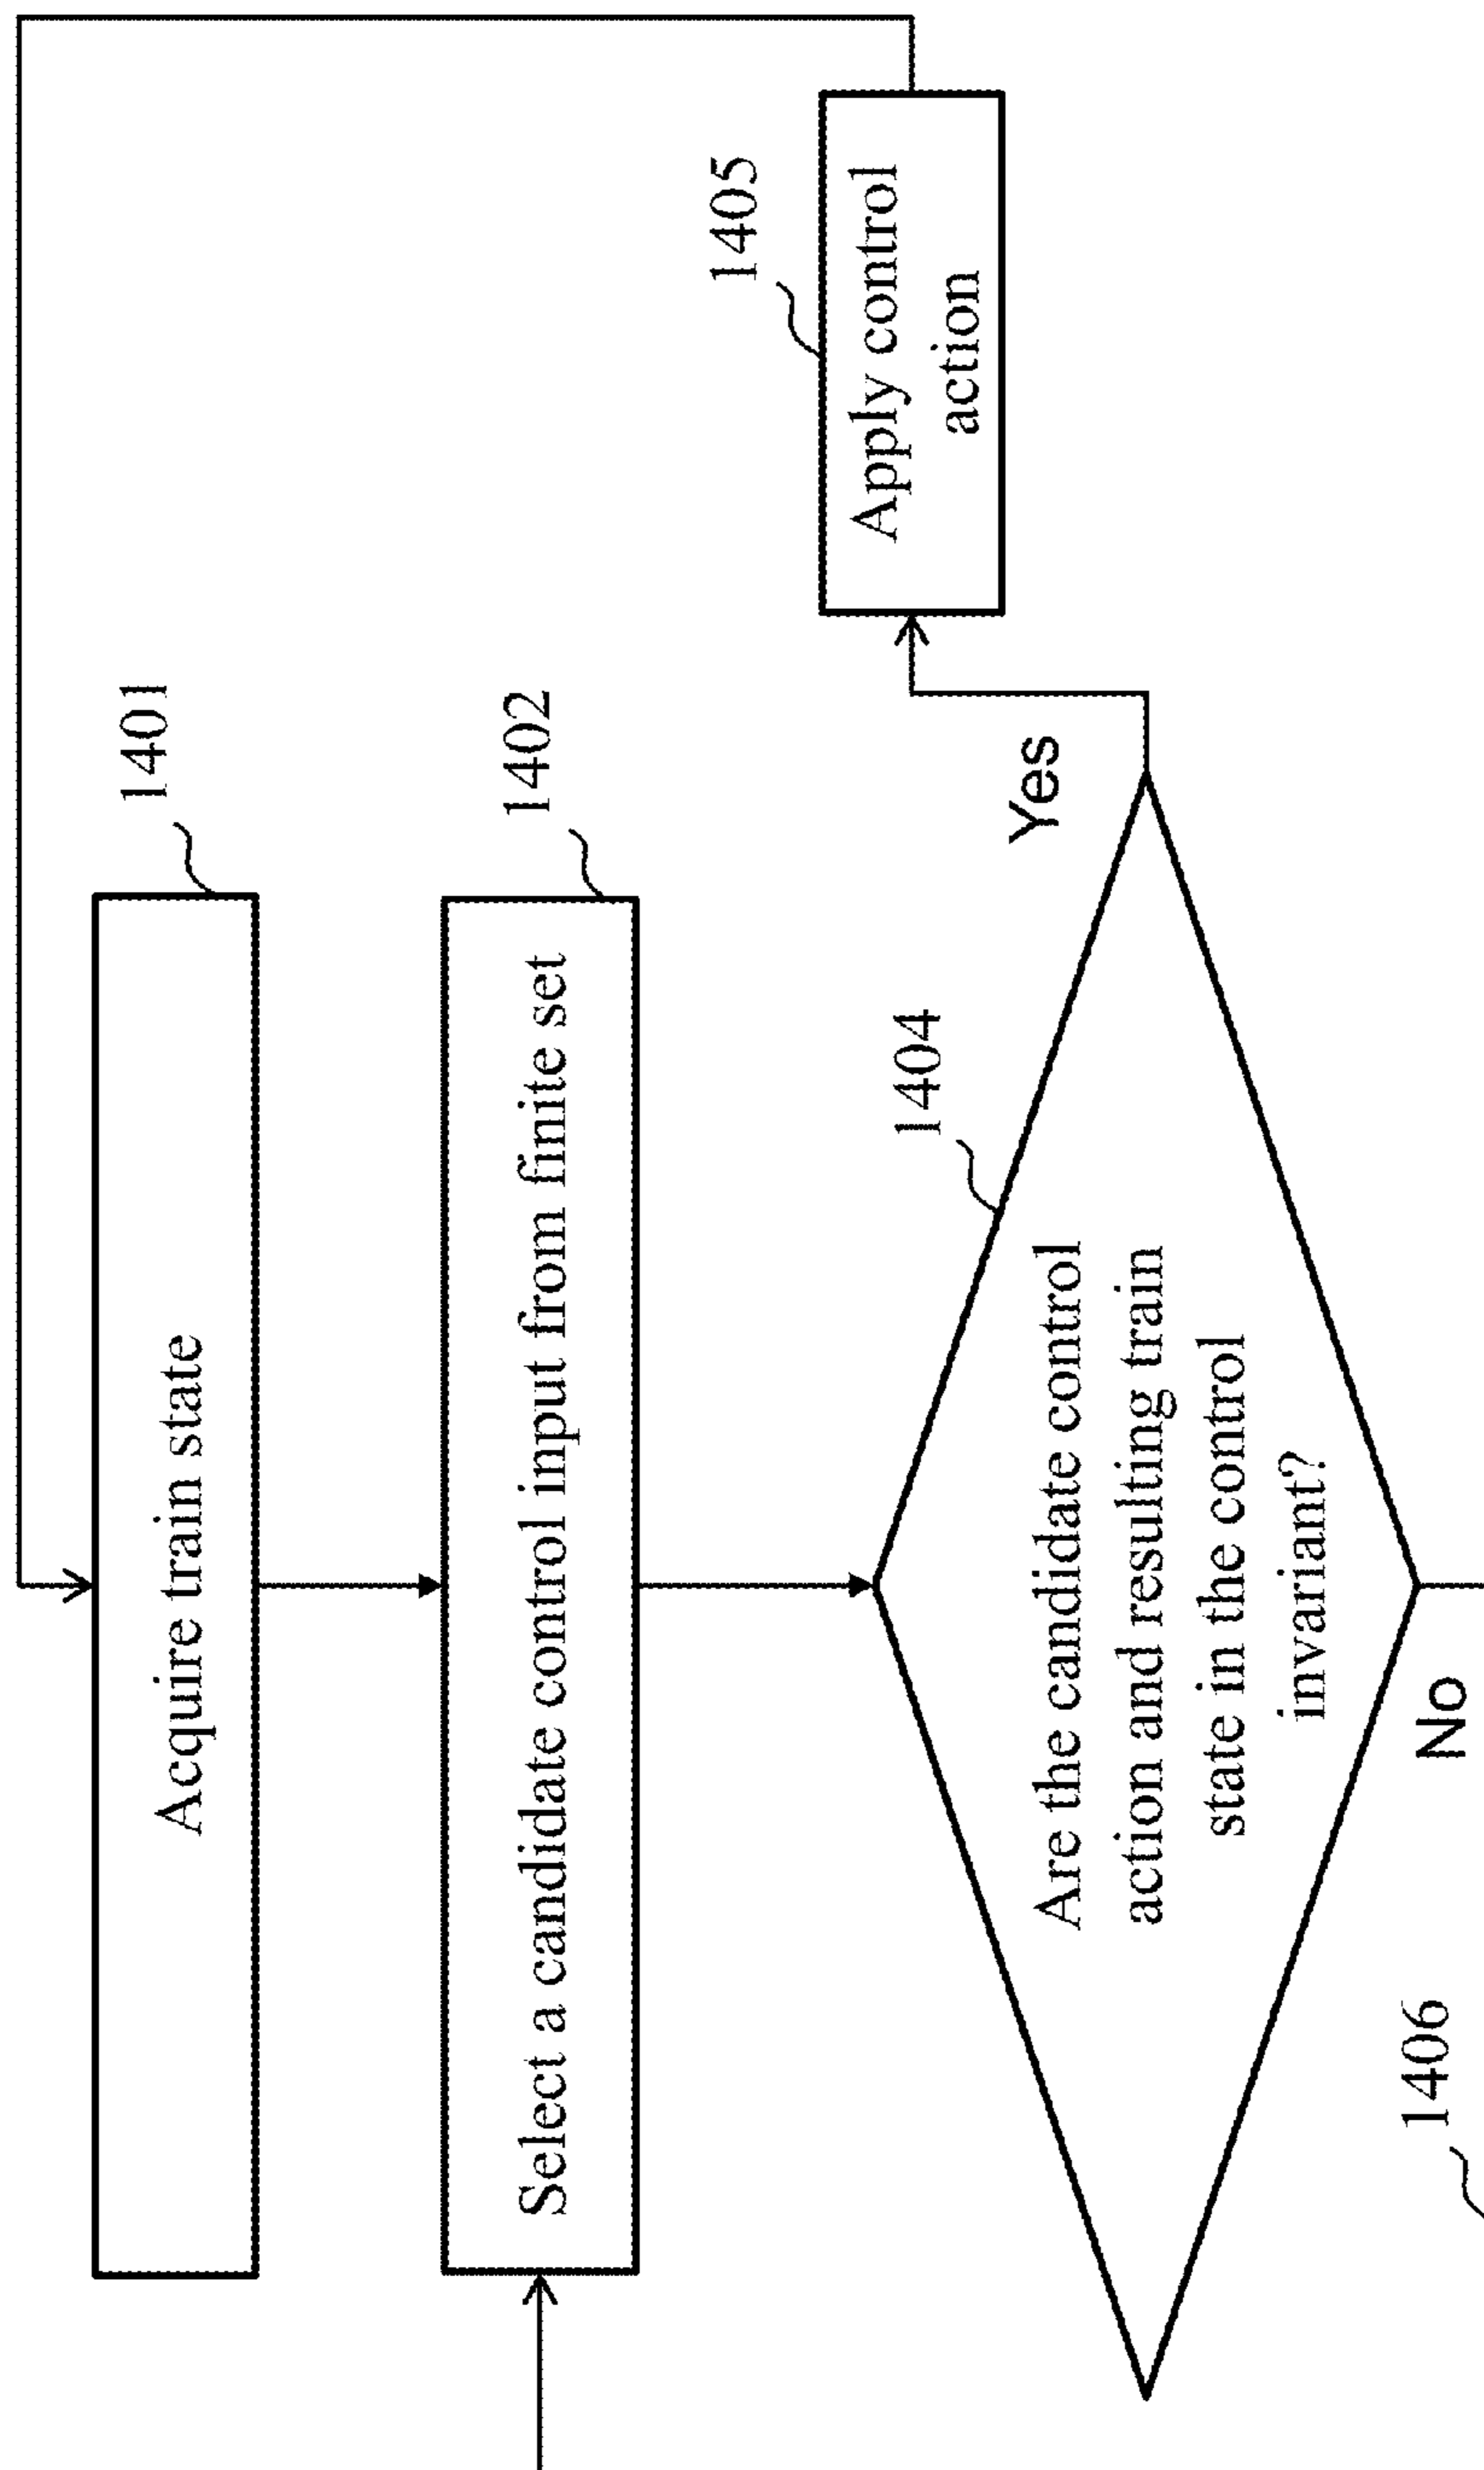 1401
Acquire train state
1402
Select a candidate control input from finite set
1404
Are the candidate control
action and resulting train
state in the control
invariant?
Yes
1405
Apply control
action
No
1406